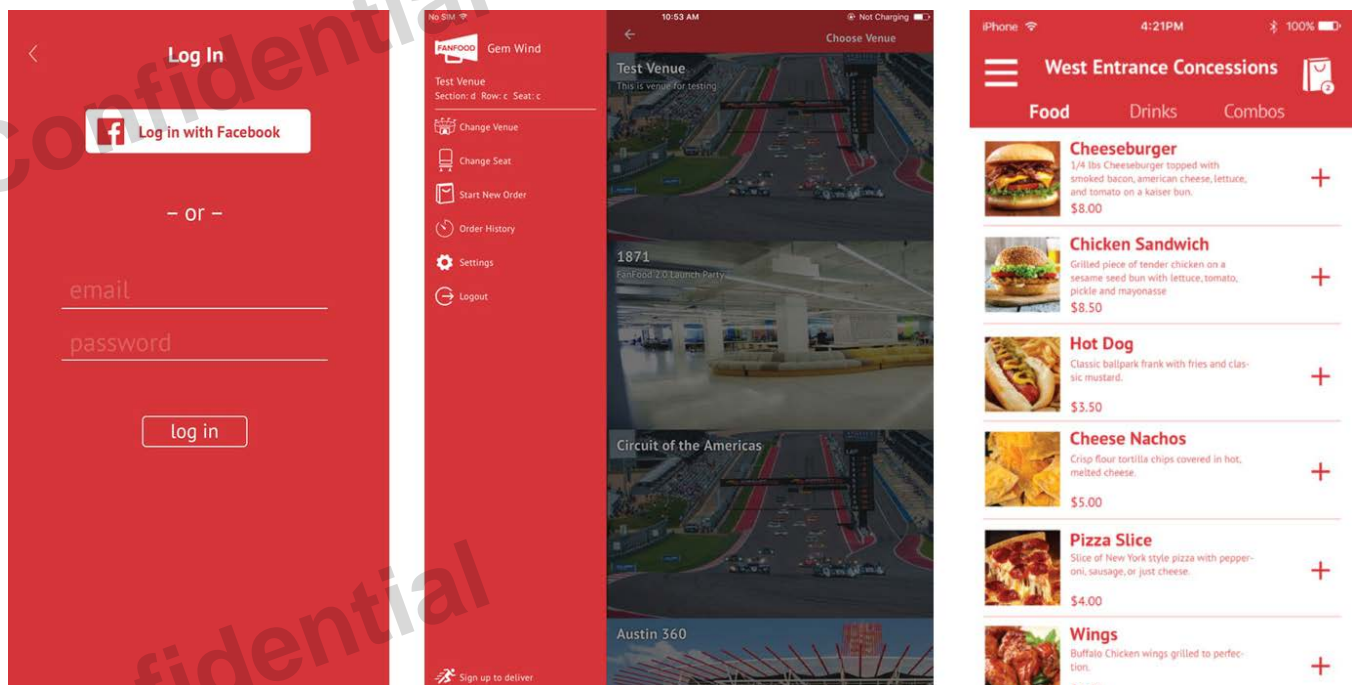 Confidential
Confidential
Log In
Log in with Facebook
– or –
email
password
log in
No SIM
10:53 AM
Not Charging
FANFOOD
Gem Wind
Test Venue
Section: d Row: c Seat: c
Change Venue
Change Seat
Start New Order
Order History
Settings
Logout
Sign up to deliver
Choose Venue
Test Venue
This is venue for testing
1871
FanFood 2.0 Launch Party
Circuit of the Americas
Austin 360
iPhone
4:21PM
100%
West Entrance Concessions
2
Food Drinks Combos
Cheeseburger
1/4 lbs Cheeseburger topped with
smoked bacon, american cheese, lettuce,
and tomato on a kaiser bun.
$8.00
Chicken Sandwich
Grilled piece of tender chicken on a
sesame seed bun with lettuce, tomato,
pickle and mayonasse
$8.50
Hot Dog
Classic ballpark frank with fries and clas-
sic mustard.
$3.50
Cheese Nachos
Crisp flour tortilla chips covered in hot,
melted cheese.
$5.00
Pizza Slice
Slice of New York style pizza with pepper-
oni, sausage, or just cheese.
$4.00
Wings
Buffalo Chicken wings grilled to perfec-
tion.